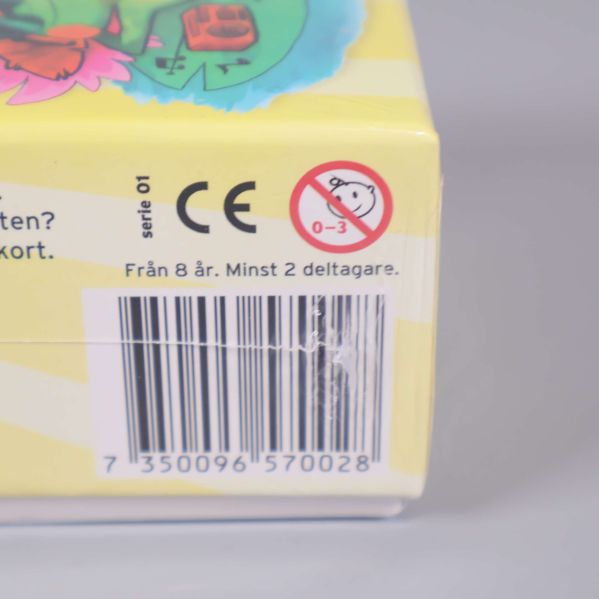 serie 01
CE
0-3
ten?
kort.
Från 8 år. Minst 2 deltagare.
7 350096 570028